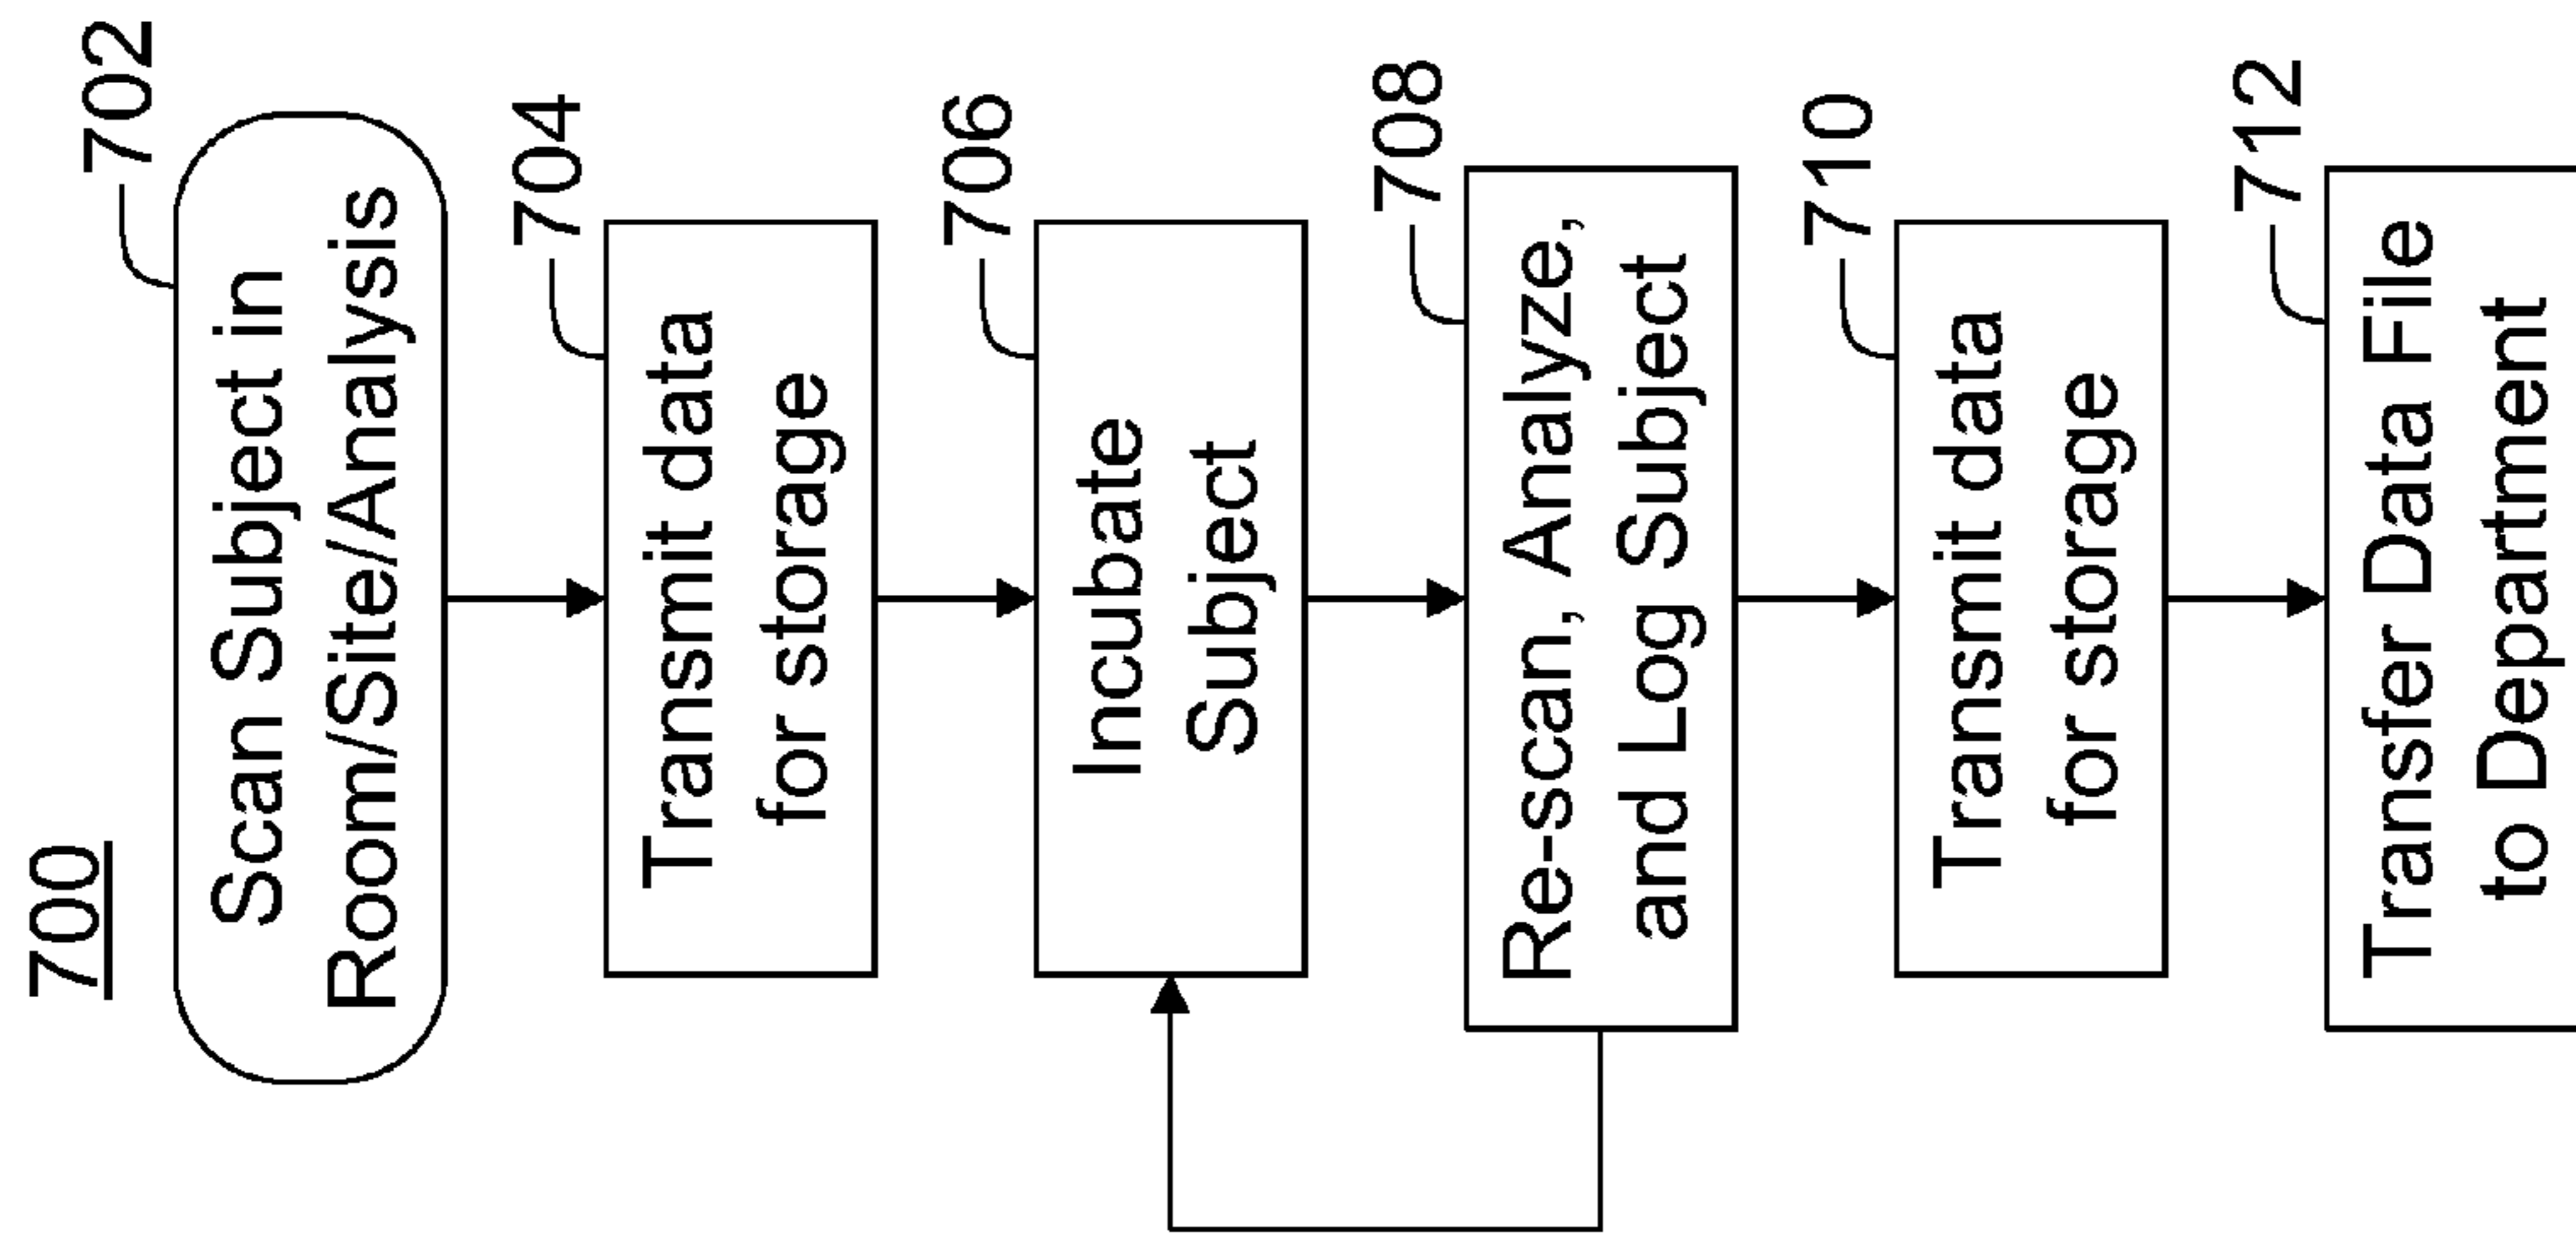 700
702
Scan Subject in
Room/Site/Analysis
704
Transmit data
for storage
706
Incubate
Subject
708
Re-scan, Analyze,
and Log Subject
710
Transmit data
for storage
712
Transfer Data File
to Department